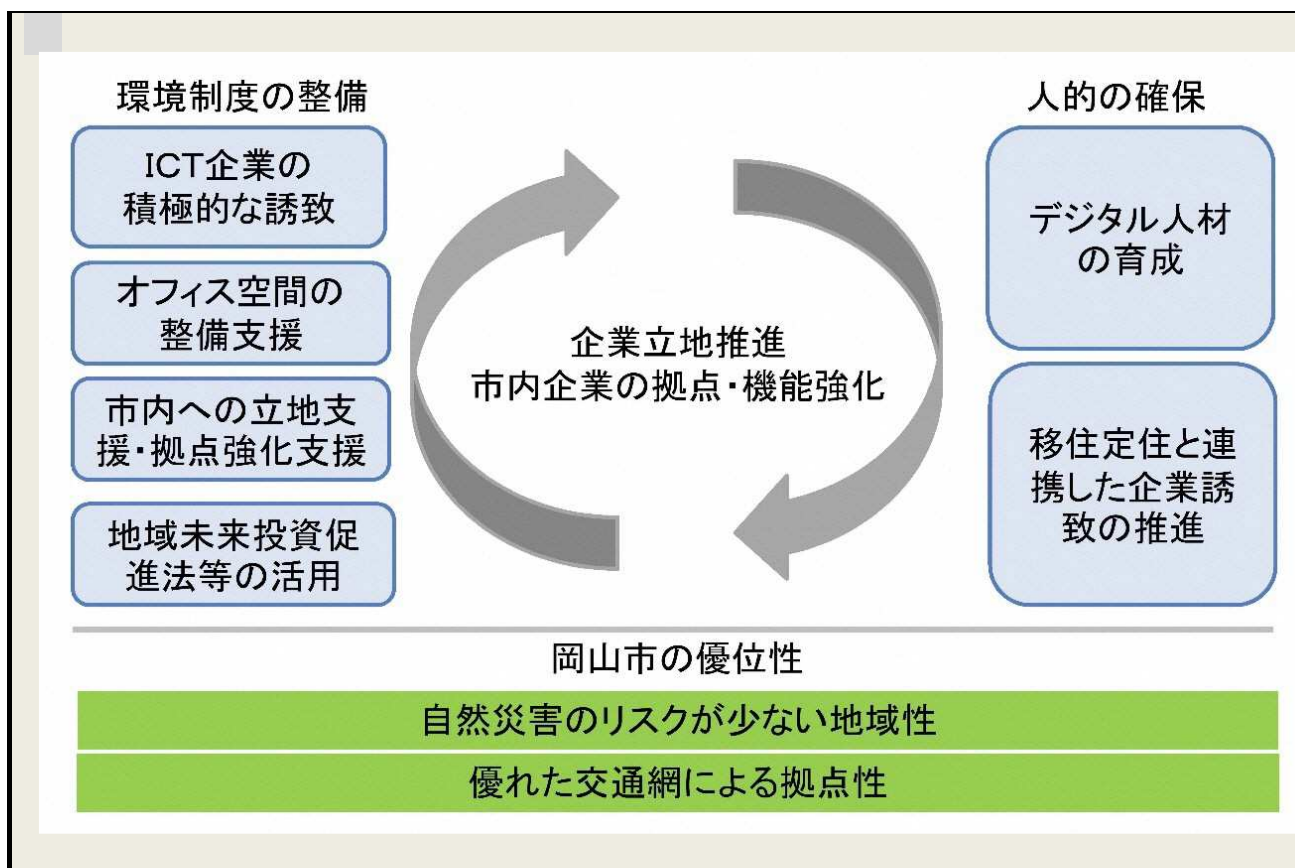 環境制度の整備
ICT企業の
積極的な誘致
オフィス空間の
整備支援
市内への立地支
援・拠点強化支援
地域未来投資促
進法等の活用
企業立地推進
市内企業の拠点・機能強化
人的の確保
デジタル人材
の育成
移住定住と連
携した企業誘
致の推進
岡山市の優位性
自然災害のリスクが少ない地域性
優れた交通網による拠点性